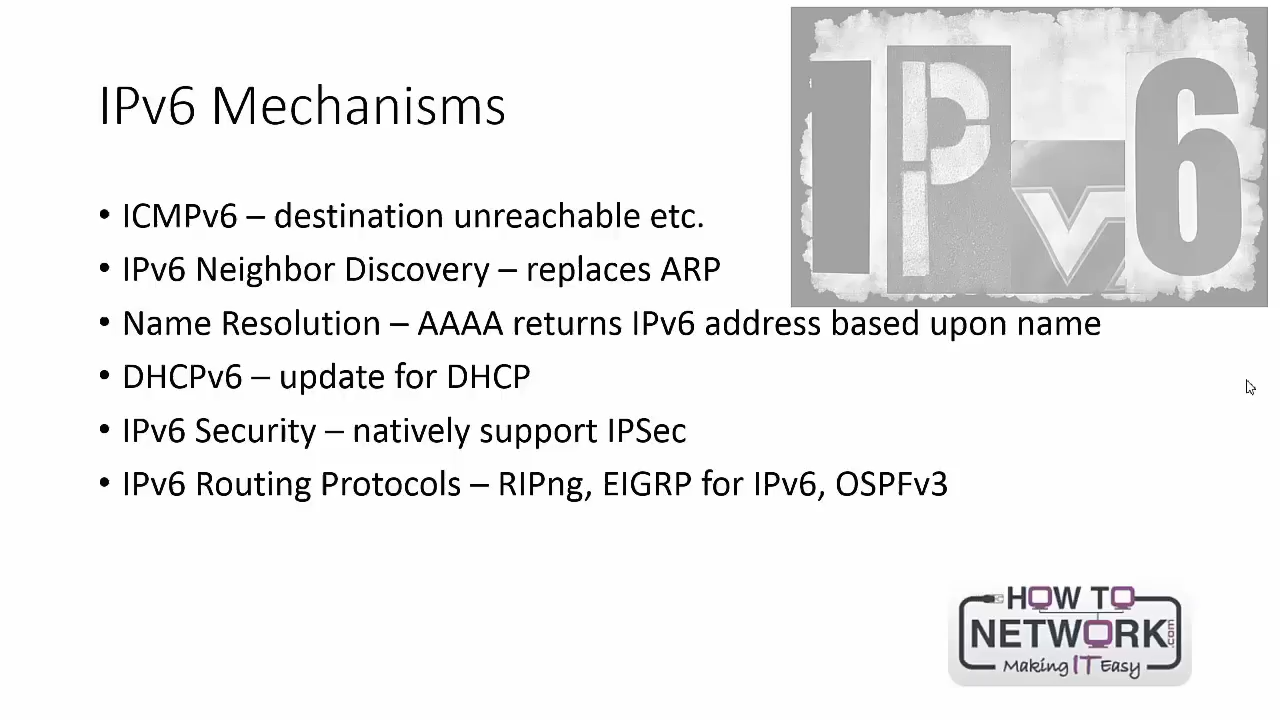 IPv6
IPv6 Mechanisms
• ICMPv6 – destination unreachable etc.
• IPv6 Neighbor Discovery – replaces ARP
• Name Resolution – AAAA returns IPv6 address based upon name
• DHCPv6 – update for DHCP
• IPv6 Security – natively support IPSec
• IPv6 Routing Protocols – RIPng, EIGRP for IPv6, OSPFv3
HOW TO
NETWORK.com
Making IT Easy